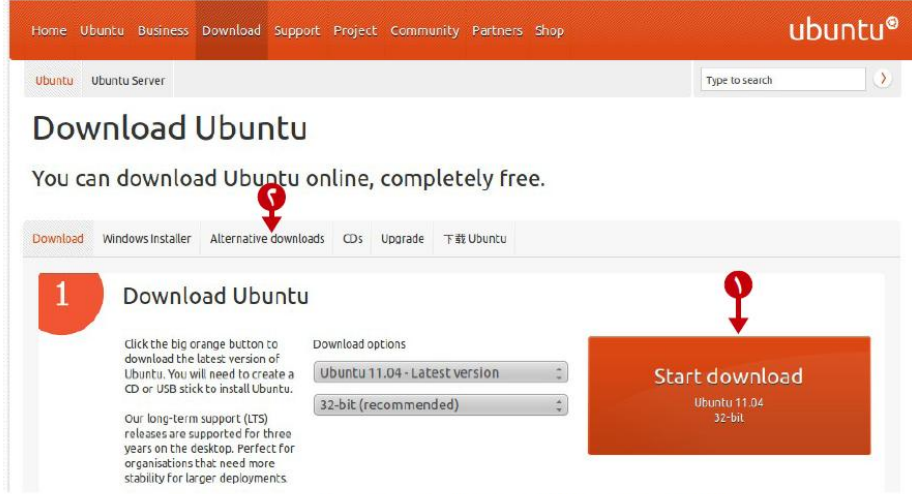 Home Ubuntu Business Download Support Project Community Partners Shop
ubuntu
Ubuntu Ubuntu Server
Type to search
Download Ubuntu
You can download Ubuntu online, completely free.
٢
Download Windows Installer Alternative downloads CDs Upgrade 下载 Ubuntu
1
Download Ubuntu
١
Click the big orange button to
download the latest version of
Ubuntu. You will need to create a
CD or USB stick to install Ubuntu.
Our long-term support (LTS)
releases are supported for three
years on the desktop. Perfect for
organisations that need more
stability for larger deployments.
Download options
Ubuntu 11.04 - Latest version
32-bit (recommended)
Start download
Ubuntu 11.04
32-bit